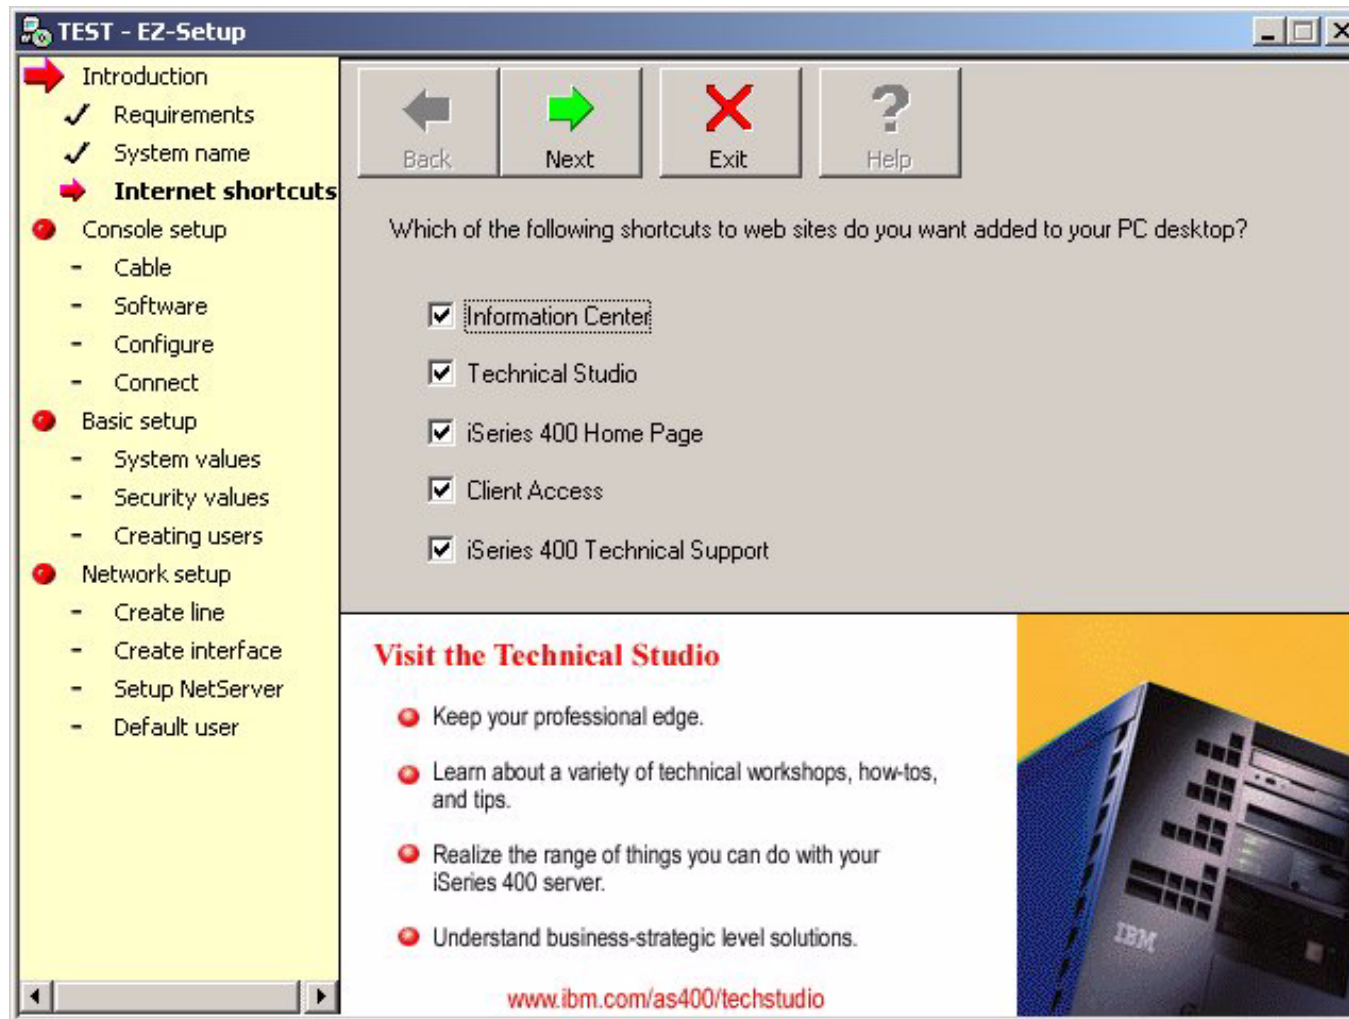 TEST - EZ-Setup
Introduction
Requirements
System name
Internet shortcuts
Console setup
Cable
Software
Configure
Connect
Basic setup
System values
Security values
Creating users
Network setup
Create line
Create interface
Setup NetServer
Default user
Back
Next
Exit
Help
Which of the following shortcuts to web sites do you want added to your PC desktop?
Information Center
Technical Studio
iSeries 400 Home Page
Client Access
iSeries 400 Technical Support
Visit the Technical Studio
Keep your professional edge.
Learn about a variety of technical workshops, how-tos,
and tips.
Realize the range of things you can do with your
iSeries 400 server.
Understand business-strategic level solutions.
www.ibm.com/as400/techstudio
IBM